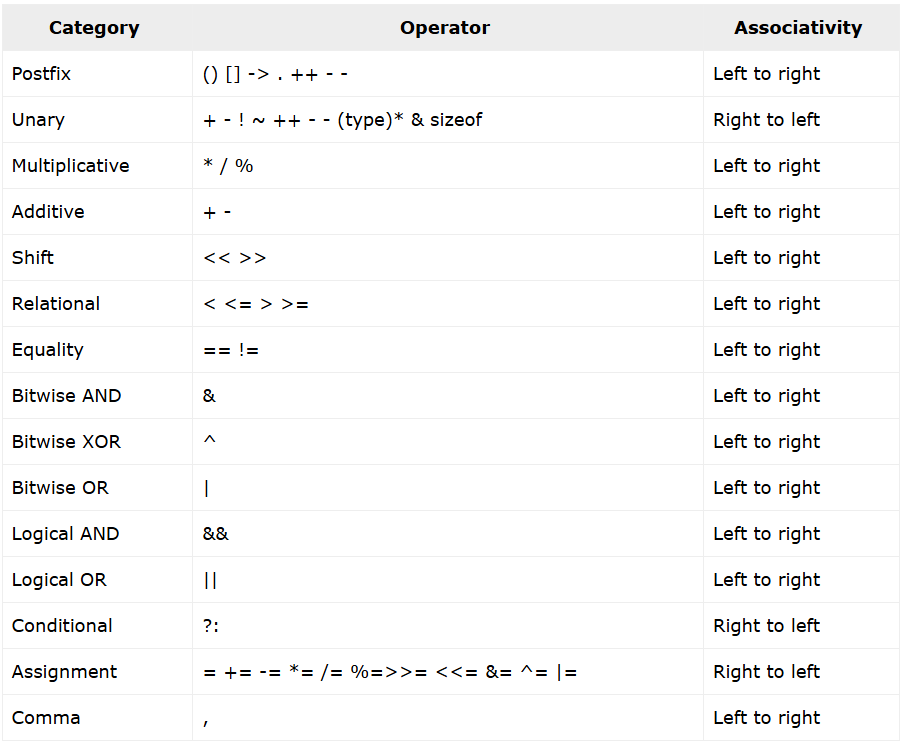 Category Operator Associativity
Postfix () [] -> . ++ - - Left to right
Unary + - ! ~ ++ - - (type)* & sizeof Right to left
Multiplicative * / % Left to right
Additive + - Left to right
Shift << >> Left to right
Relational < <= > >= Left to right
Equality == != Left to right
Bitwise AND & Left to right
Bitwise XOR ^ Left to right
Bitwise OR | Left to right
Logical AND && Left to right
Logical OR || Left to right
Conditional ?: Right to left
Assignment = += -= *= /= %=>>= <<= &= ^= |= Right to left
Comma , Left to right